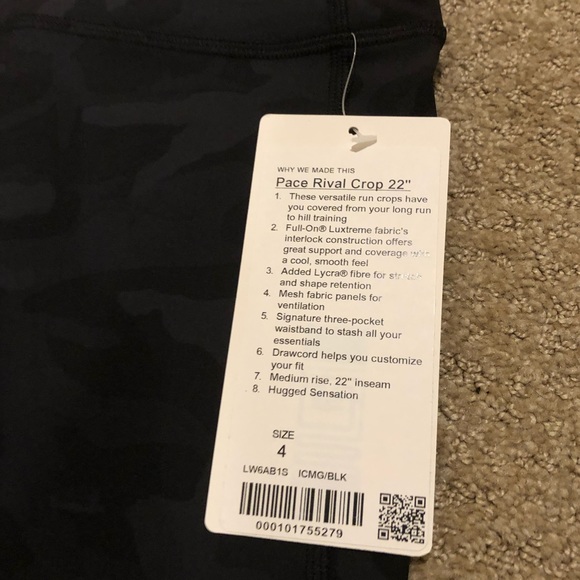 WHY WE MADE THIS
Pace Rival Crop 22"
1. These versatile run crops have
you covered from your long run
to hill training
2. Full-On® Luxtreme fabric's
interlock construction offers
great support and coverage
a cool, smooth feel
3. Added Lycra® fibre for
and shape retention
4. Mesh fabric panels for
ventilation
5. Signature three-pocket
waistband to stash all your
essentials
6. Drawcord helps you customize
your fit
7. Medium rise, 22" inseam
8. Hugged Sensation
SIZE
4
LW6AB1S ICMG/BLK
000101755279